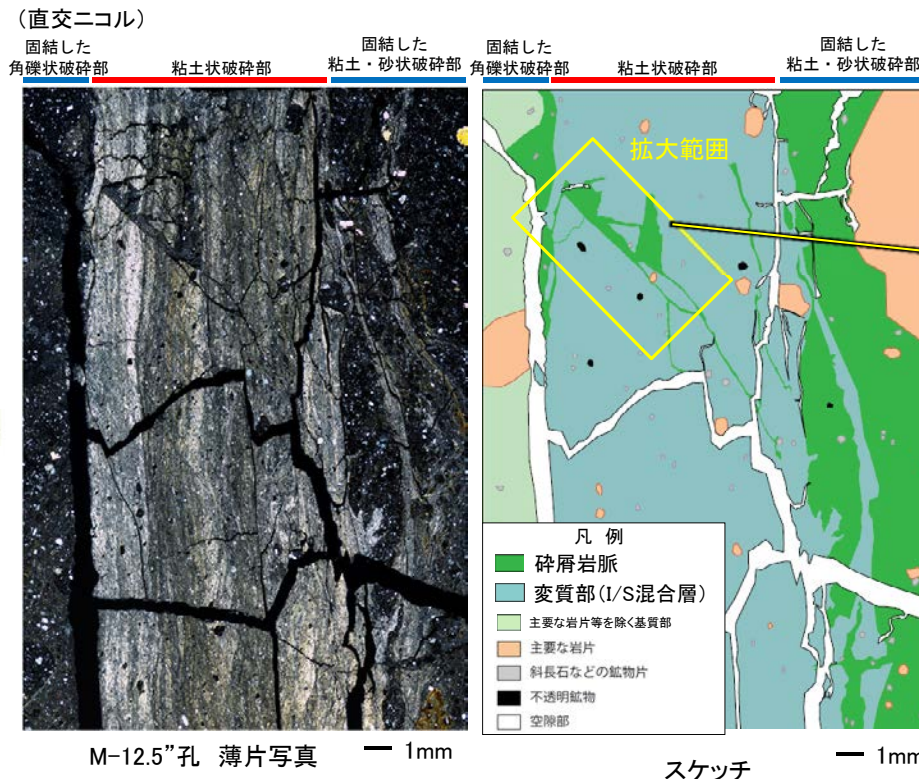 (直交ニコル)
固結した
角礫状破砕部
粘土状破砕部
固結した
粘土・砂状破砕部
固結した
角礫状破砕部
粘土状破砕部
固結した
粘土・砂状破砕部
拡大範囲
凡 例
砕屑岩脈
変質部(I/S混合層)
主要な岩片等を除く基質部
主要な岩片
斜長石などの鉱物片
不透明鉱物
空隙部
M-12.5”孔 薄片写真
1mm
スケッチ
1mm